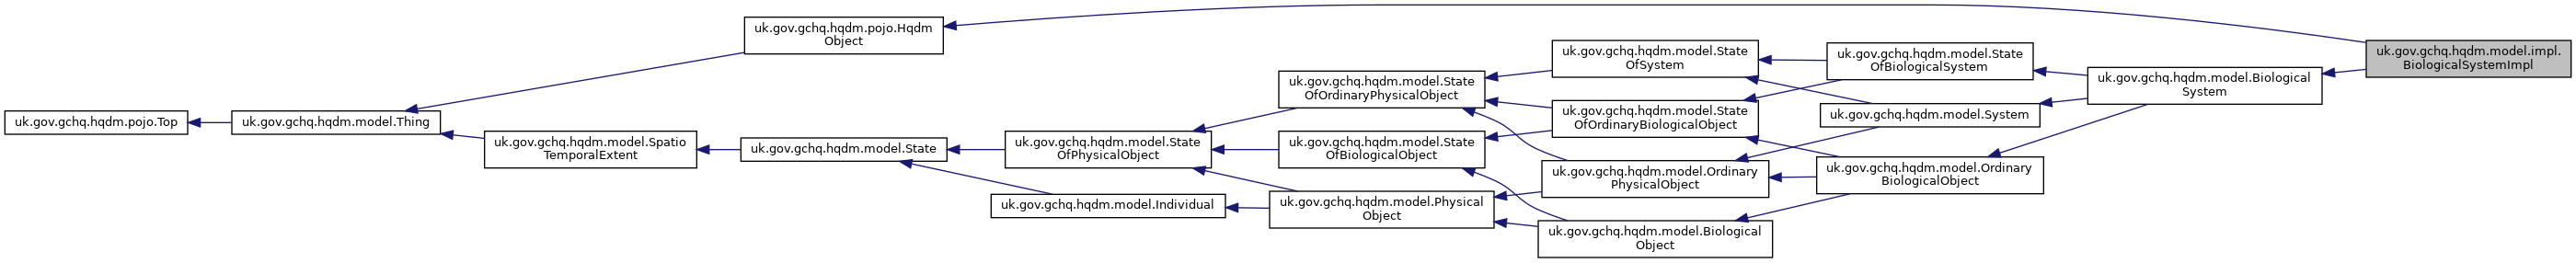 uk.gov.gchq.hqdm.pojo.Top
uk.gov.gchq.hqdm.model.Thing
uk.gov.gchq.hqdm.pojo.Hqdm
Object
uk.gov.gchq.hqdm.model.Spatio
TemporalExtent
uk.gov.gchq.hqdm.model.State
uk.gov.gchq.hqdm.model.State
OfPhysicalObject
uk.gov.gchq.hqdm.model.Individual
uk.gov.gchq.hqdm.model.State
OfOrdinaryPhysicalObject
uk.gov.gchq.hqdm.model.State
OfBiologicalObject
uk.gov.gchq.hqdm.model.Physical
Object
uk.gov.gchq.hqdm.model.State
OfSystem
uk.gov.gchq.hqdm.model.State
OfOrdinaryBiologicalObject
uk.gov.gchq.hqdm.model.Ordinary
PhysicalObject
uk.gov.gchq.hqdm.model.Biological
Object
uk.gov.gchq.hqdm.model.State
OfBiologicalSystem
uk.gov.gchq.hqdm.model.System
uk.gov.gchq.hqdm.model.Ordinary
BiologicalObject
uk.gov.gchq.hqdm.model.Biological
System
uk.gov.gchq.hqdm.model.impl.
BiologicalSystemImpl